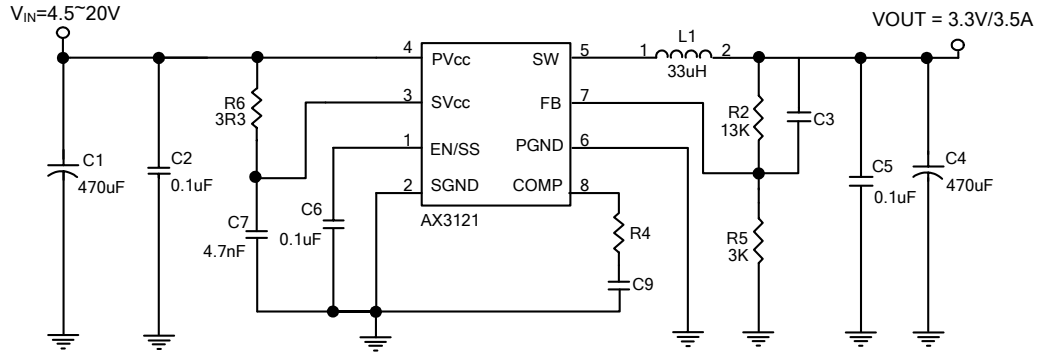 VIN=4.5~20V
VOUT = 3.3V/3.5A
L1
4 PVcc
SW 5
1 2
33uH
R6
3R3
3 SVcc
FB 7
R2
13K
C3
C1
470uF
C2
0.1uF
1 EN/SS
PGND 6
C5
0.1uF
C4
470uF
2 SGND
COMP 8
AX3121
C7
4.7nF
C6
0.1uF
R4
R5
3K
C9